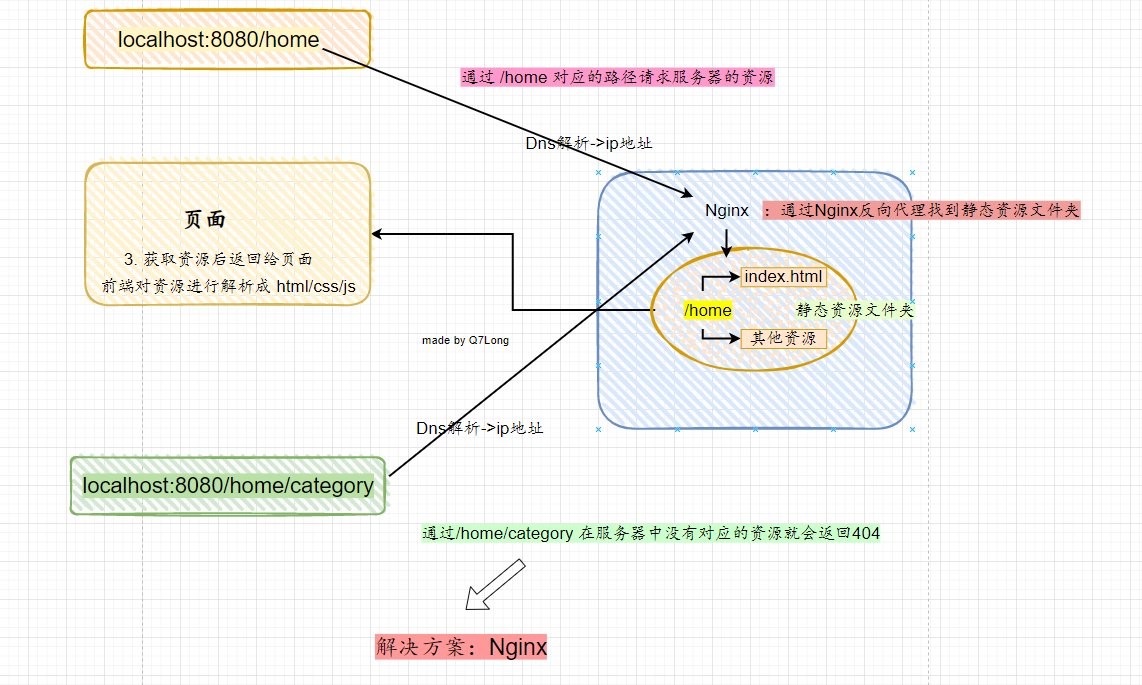 localhost:8080/home
通过 /home 对应的路径请求服务器的资源
Dns解析->ip地址
Nginx ：通过Nginx反向代理找到静态资源文件夹
页面
3. 获取资源后返回给页面
前端对资源进行解析成 html/css/js
index.html
/home
静态资源文件夹
其他资源
made by Q7Long
Dns解析->ip地址
localhost:8080/home/category
通过/home/category 在服务器中没有对应的资源就会返回404
解决方案：Nginx